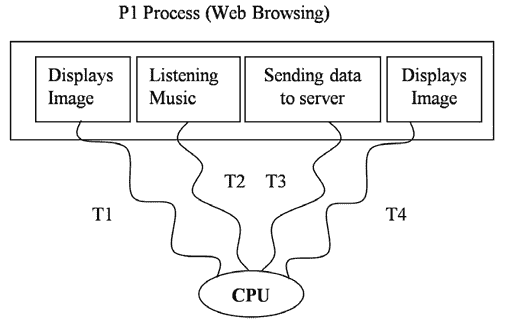 P1 Process (Web Browsing)
Displays
Image
Listening
Music
Sending data
to server
Displays
Image
T1
T2
T3
T4
CPU